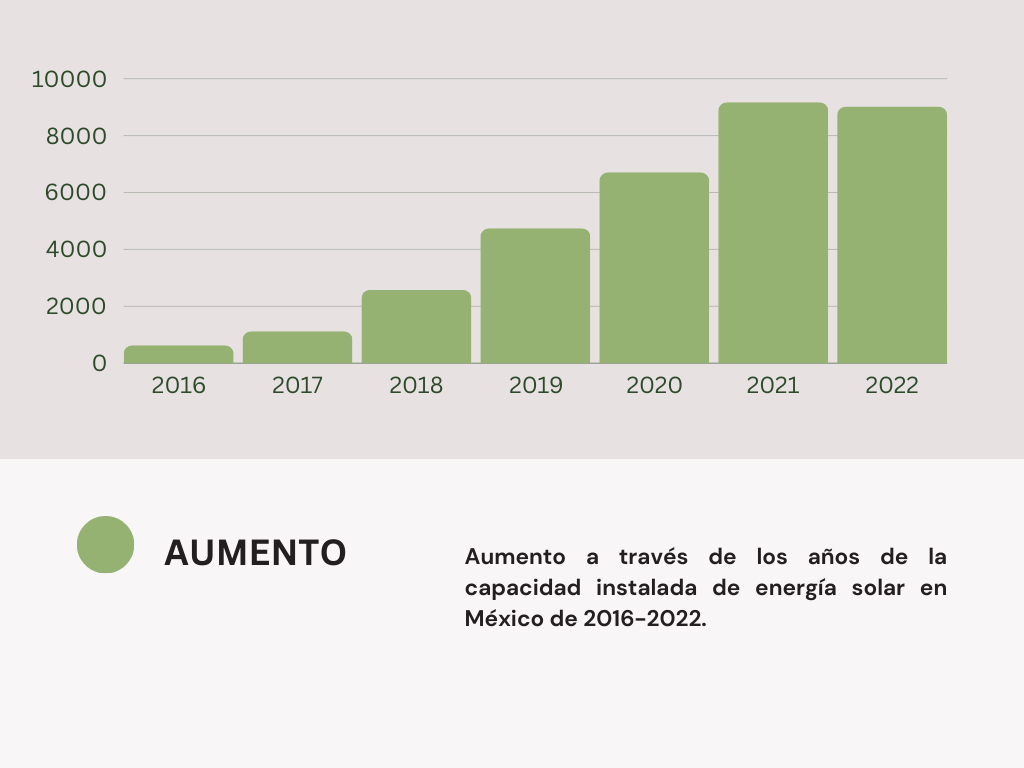 10000
8000
6000
4000
2000
0
2016 2017 2018 2019 2020 2021 2022
AUMENTO
Aumento a través de los años de la
capacidad instalada de energía solar en
México de 2016-2022.